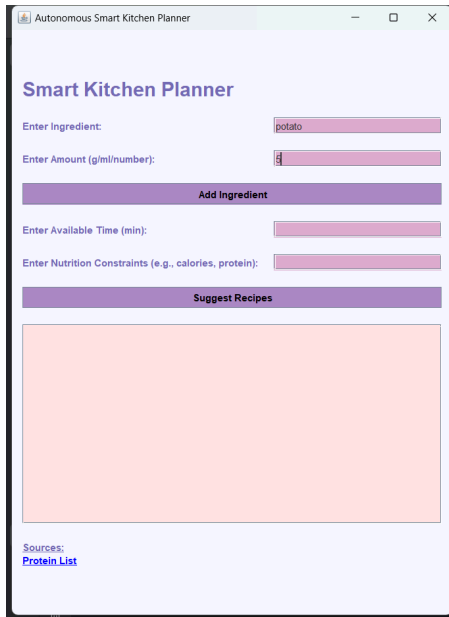 Autonomous Smart Kitchen Planner
Smart Kitchen Planner
Enter Ingredient: potato
Enter Amount (g/ml/number): 5
Add Ingredient
Enter Available Time (min):
Enter Nutrition Constraints (e.g., calories, protein):
Suggest Recipes
Sources:
Protein List